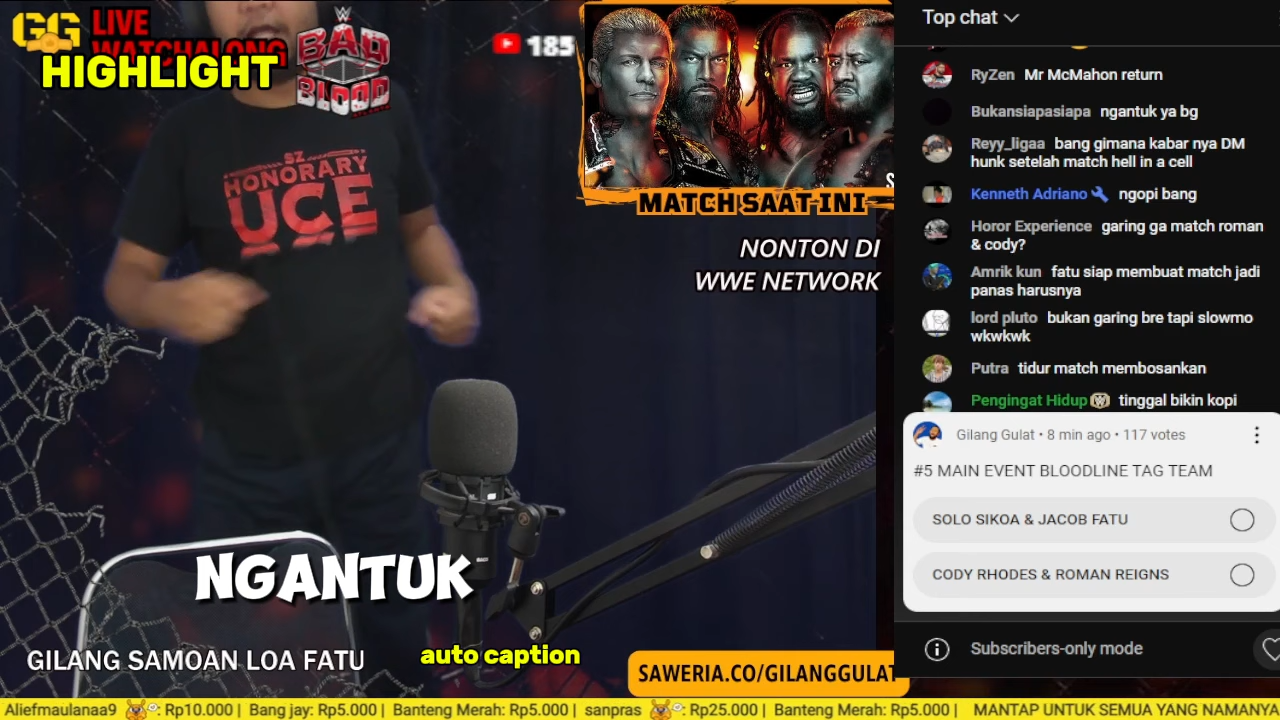 GG
LIVE
WATCHALONG
HIGHLIGHT
BAD
BLOOD
185
SZ
HONORARY
UCE
MATCH SAAT INI
NONTON DI
WWE NETWORK
NGANTUK
GILANG SAMOAN LOA FATU
auto caption
SAWERIA.CO/GILANGGULAT
Top chat
RyZen Mr McMahon return
Bukansiapasiapa ngantuk ya bg
Reyy_ligaa bang gimana kabar nya DM
hunk setelah match hell in a cell
Kenneth Adriano ngopi bang
Horor Experience garing ga match roman
& cody?
Amrik kun fatu siap membuat match jadi
panas harusnya
lord pluto bukan garing bre tapi slowmo
wkwkwk
Putra tidur match membosankan
Pengingat Hidup tinggal bikin kopi
Gilang Gulat • 8 min ago • 117 votes
#5 MAIN EVENT BLOODLINE TAG TEAM
SOLO SIKOA & JACOB FATU
CODY RHODES & ROMAN REIGNS
Subscribers-only mode
Aliefmaulanaa9 : Rp10.000 | Bang jay: Rp5.000 | Banteng Merah: Rp5.000 | sanpras : Rp25.000 | Banteng Merah: Rp5.000 | MANTAP UNTUK SEMUA YANG NAMANYA